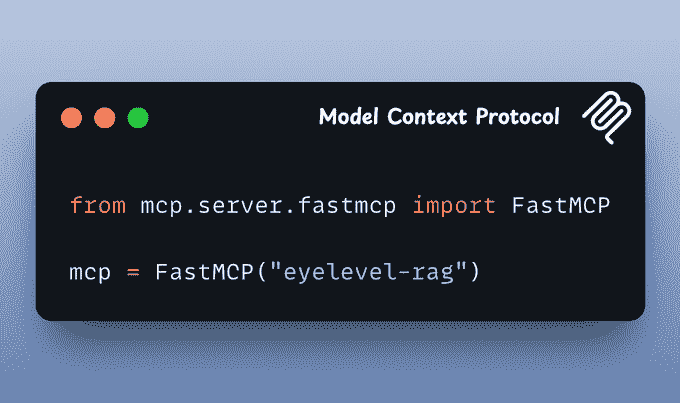 Model Context Protocol
from mcp.server.fastmcp import FastMCP
mcp = FastMCP("eyelevel-rag")